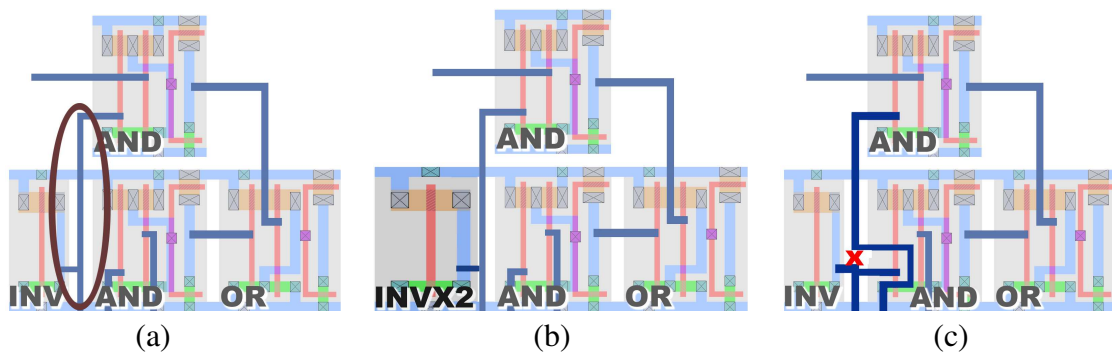 AND
AND
AND
INV
AND
OR
INVX2
AND
OR
INV
AND
OR
x
(a)
(b)
(c)